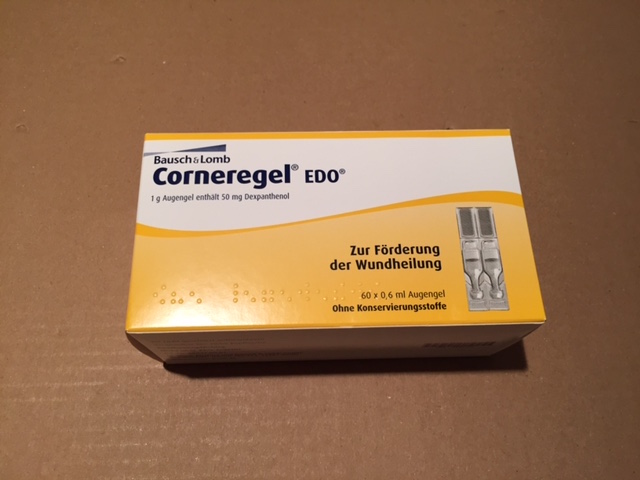 Bausch & Lomb
Corneregel® EDO®
1 g Augengel enthält 50 mg Dexpanthenol
Zur Förderung
der Wundheilung
60 x 0,6 ml Augengel
Ohne Konservierungsstoffe